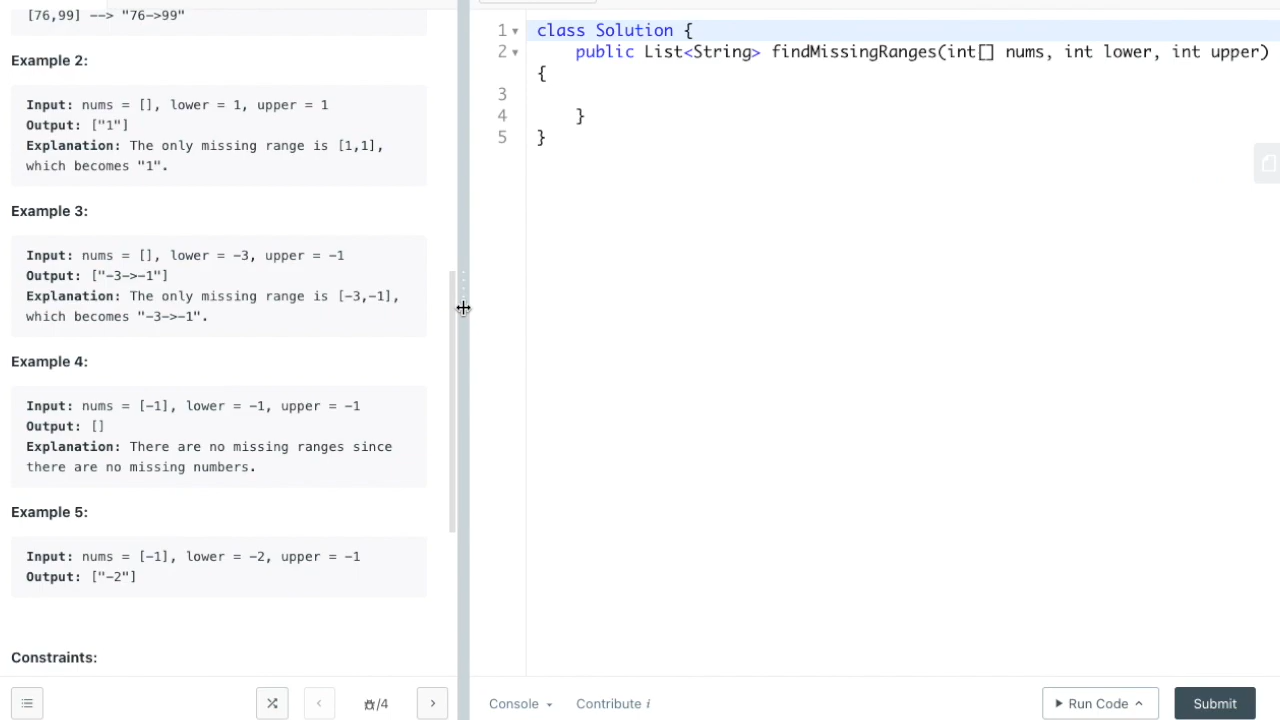 [76,99] --> "76->99"
Example 2:
Input: nums = [], lower = 1, upper = 1
Output: ["1"]
Explanation: The only missing range is [1,1],
which becomes "1".
Example 3:
Input: nums = [], lower = -3, upper = -1
Output: ["-3->-1"]
Explanation: The only missing range is [-3,-1],
which becomes "-3->-1".
Example 4:
Input: nums = [-1], lower = -1, upper = -1
Output: []
Explanation: There are no missing ranges since
there are no missing numbers.
Example 5:
Input: nums = [-1], lower = -2, upper = -1
Output: ["-2"]
Constraints:
/4
1 class Solution {
2 public List<String> findMissingRanges(int[] nums, int lower, int upper)
{
3
4 }
5 }
Console
Contribute i
Run Code
Submit